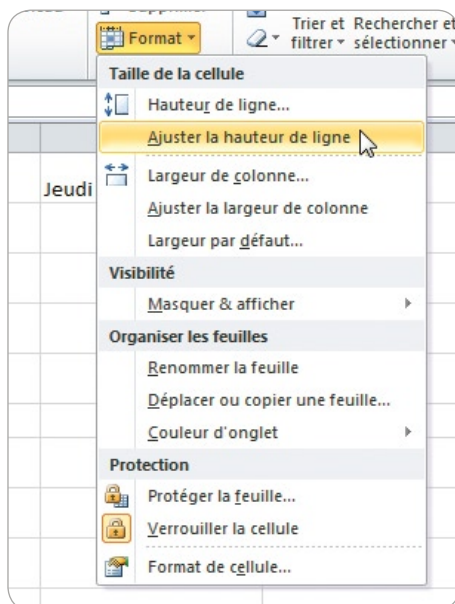 Format
Trier et Rechercher et
filtrer sélectionner
Taille de la cellule
Hauteur de ligne...
Ajuster la hauteur de ligne
Jeudi
Largeur de colonne...
Ajuster la largeur de colonne
Largeur par défaut...
Visibilité
Masquer & afficher
Organiser les feuilles
Renommer la feuille
Déplacer ou copier une feuille...
Couleur d'onglet
Protection
Protéger la feuille...
Verrouiller la cellule
Format de cellule...